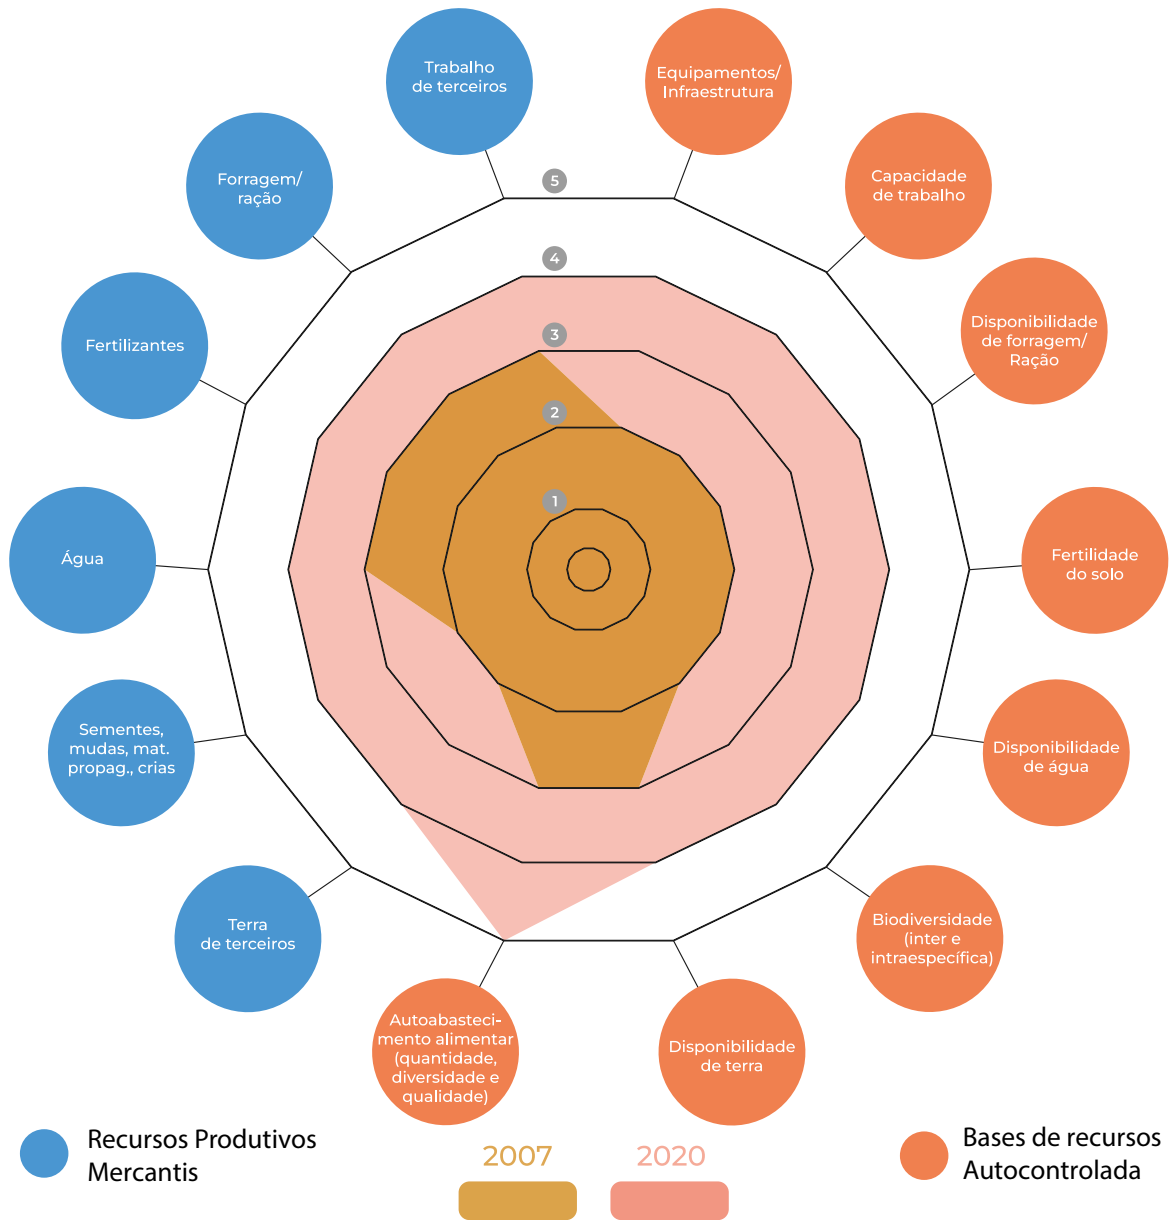 Trabalho
de terceiros
Equipamentos/
Infraestrutura
Forragem/
ração
Capacidade
de trabalho
5
4
Fertilizantes
3
Disponibilidade
de forragem/
Ração
2
1
Água
Fertilidade
do solo
Sementes,
mudas, mat.
propag., crias
Disponibilidade
de água
Terra
de terceiros
Biodiversidade
(inter e
intraespecífica)
Autoabasteci-
mento alimentar
(quantidade,
diversidade e
qualidade)
Disponibilidade
de terra
Recursos Produtivos
Mercantis
2007
2020
Bases de recursos
Autocontrolada